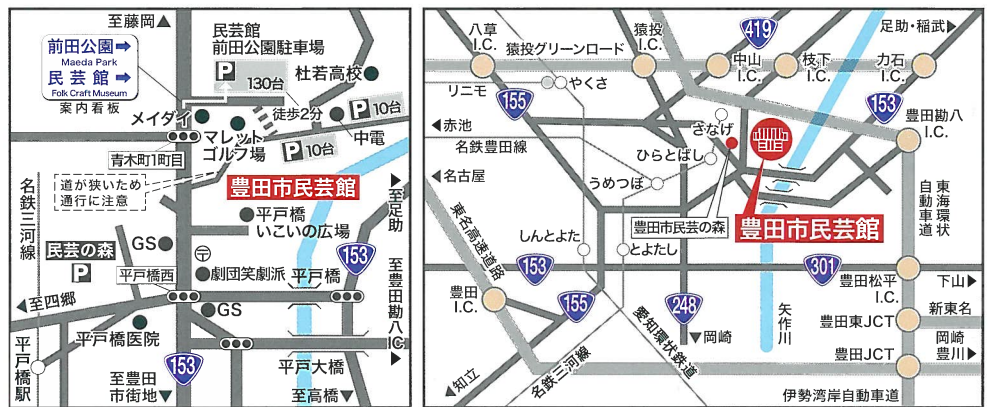 至藤岡▲
前田公園➡
Maeda Park
民芸館➡
Folk Craft Museum
案内看板
民芸館
前田公園駐車場
P
130台
杜若高校
徒歩2分
P 10台
メイダイ
マレット
ゴルフ場
中電
P
10台
青木町1丁目
道が狭いため
通行に注意
豊田市民芸館
▶至足助
名鉄三河線
平戸橋
いこいの広場
民芸の森
P
GS
〒
153
平戸橋西
劇団笑劇派
平戸橋
至豊田勘八IC▶
◀至四郷
GS
平戸橋医院
平戸橋駅
153
平戸大橋
至豊田
市街地▼
至高橋▼
八草
I.C.
猿投グリーンロード
猿投
I.C.
419
中山
I.C.
枝下
I.C.
足助・稲武▶
力石
I.C.
リニモ
やくさ
155
153
豊田勘八
I.C.
◀赤池
名鉄豊田線
さなげ
ひらとばし
◀名古屋
うめつぼ
豊田市民芸の森
豊田市民芸館
東海環状
自動車道
東名高速道路
しんとよた
とよたし
153
301
豊田松平
I.C.
下山▶
豊田
I.C.
155
248
矢作川
新東名
豊田東JCT
▼岡崎
愛知環状鉄道
岡崎
豊川▶
豊田JCT
名鉄三河線
◀知立
伊勢湾岸自動車道